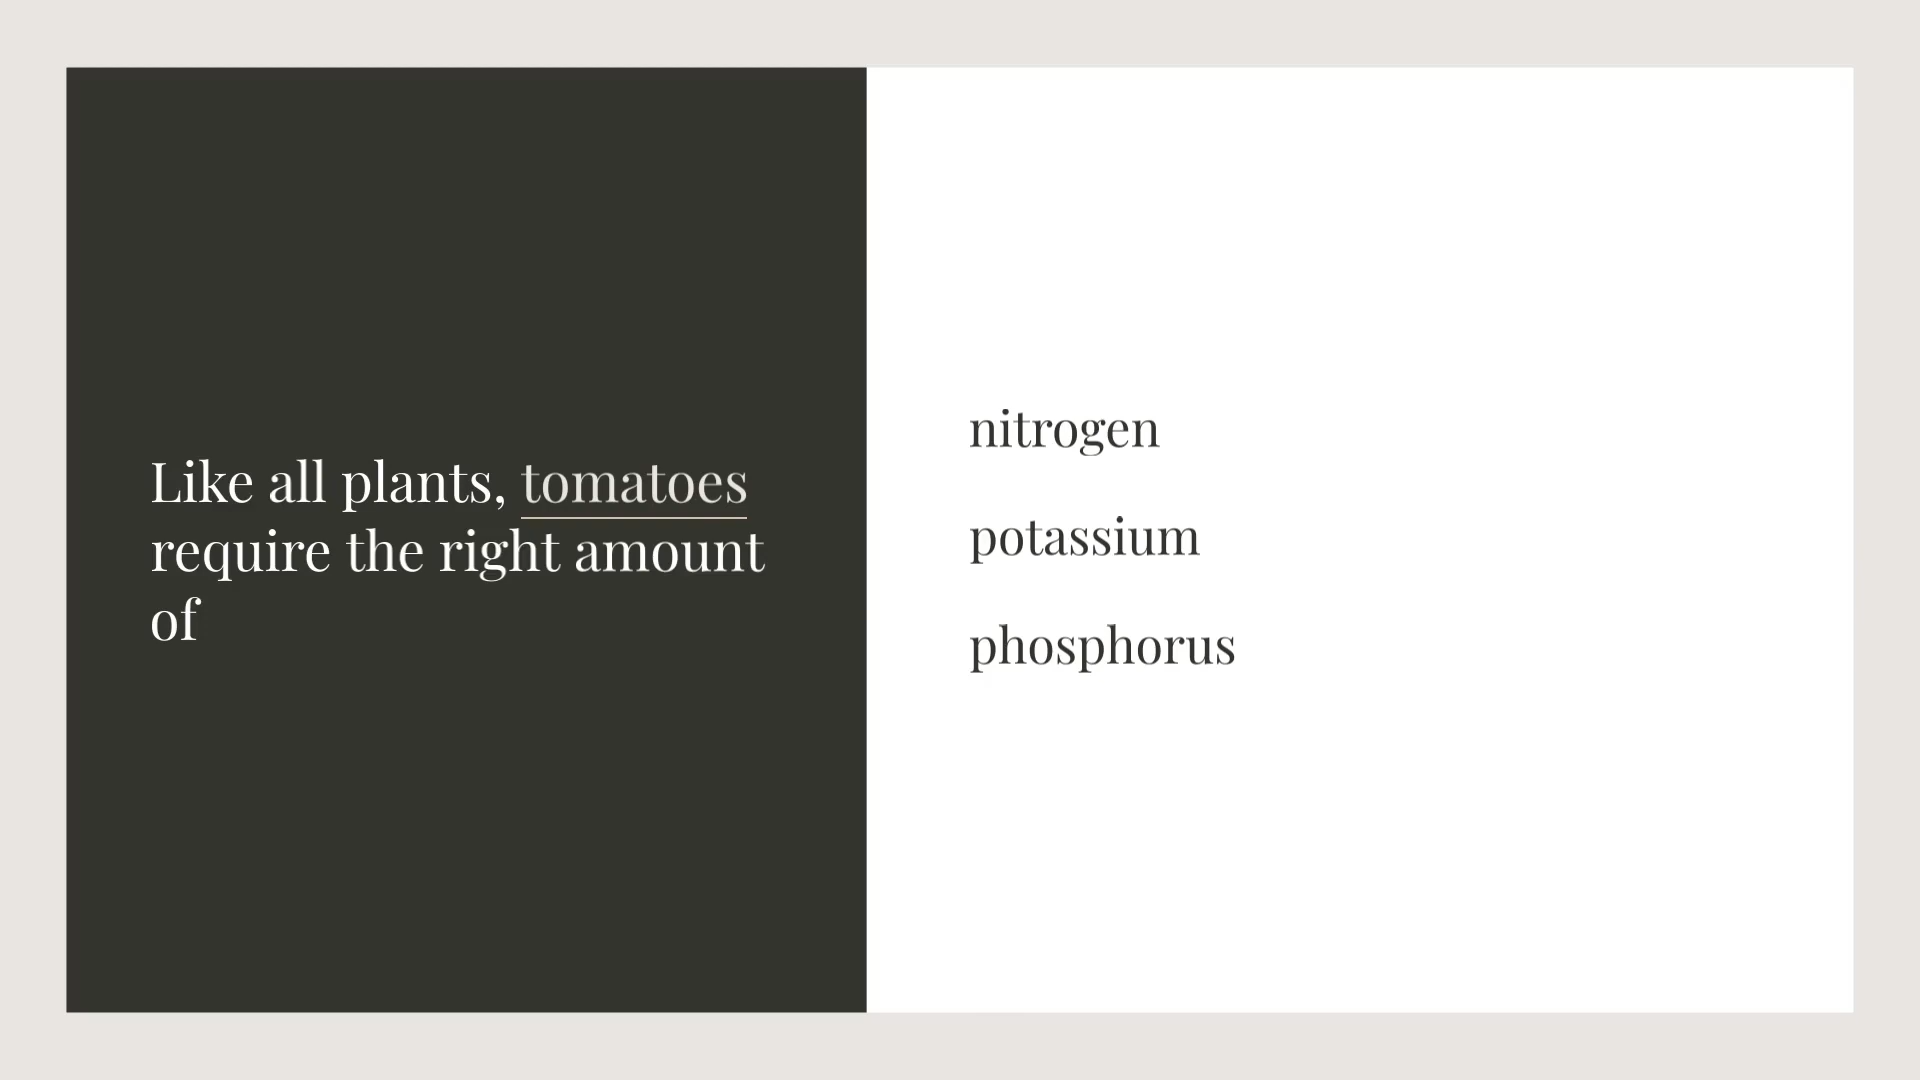 Like all plants, tomatoes
require the right amount
of
nitrogen
potassium
phosphorus